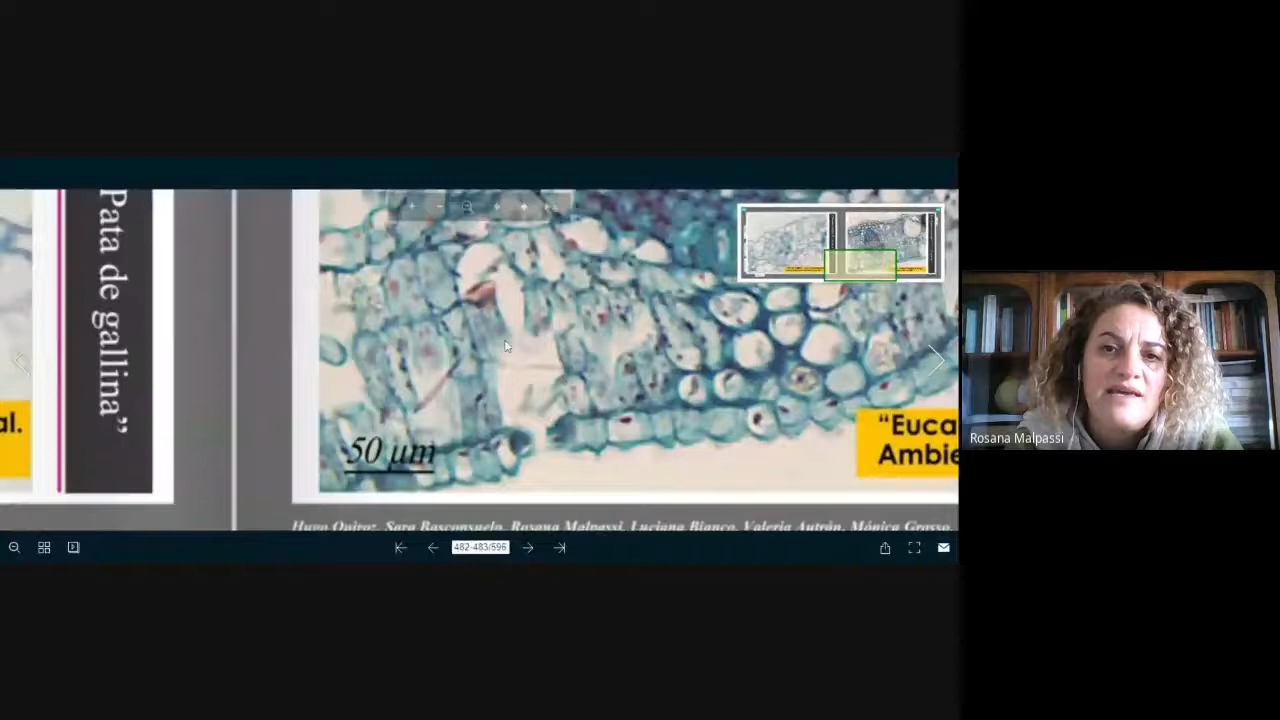 al.
Pata de gallina”
50 µm
“Euca
Ambie
Hugo Quiroz, Sara Basconsuelo, Rosana Malpassi, Luciana Bianco, Valeria Autrán, Mónica Grosso,
482-483/596
Rosana Malpassi